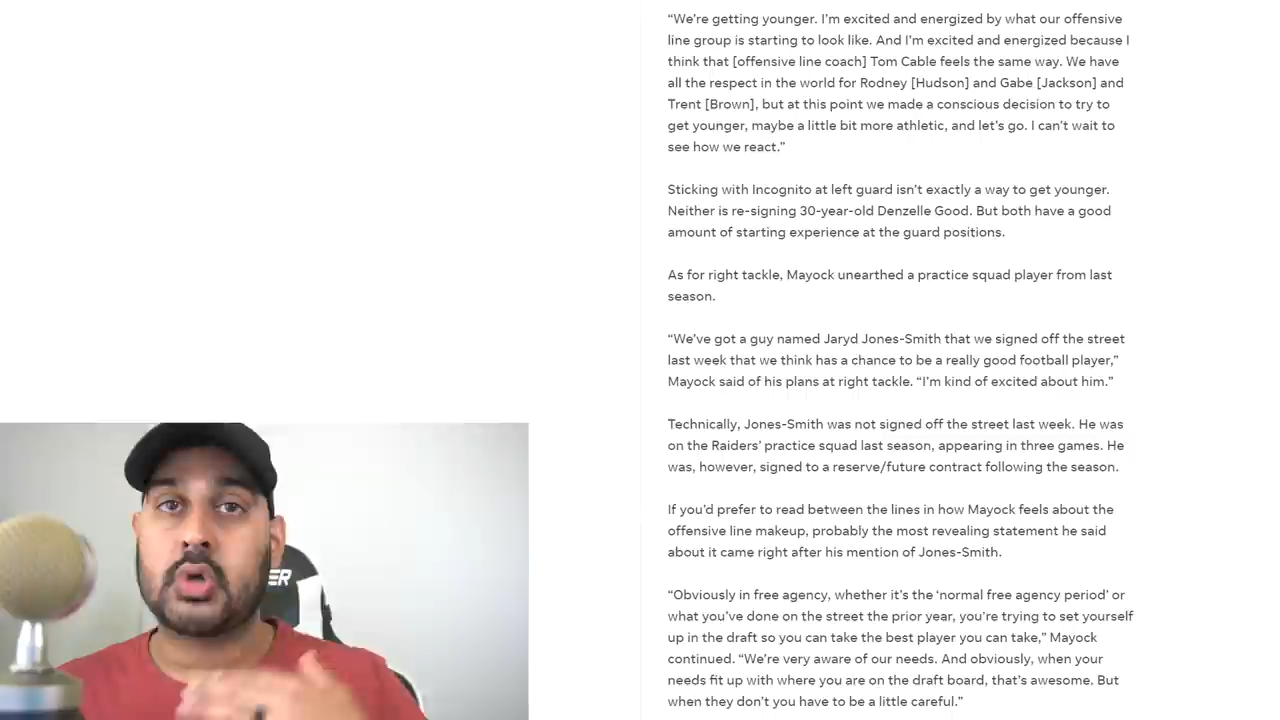 “We’re getting younger. I’m excited and energized by what our offensive
line group is starting to look like. And I’m excited and energized because I
think that [offensive line coach] Tom Cable feels the same way. We have
all the respect in the world for Rodney [Hudson] and Gabe [Jackson] and
Trent [Brown], but at this point we made a conscious decision to try to
get younger, maybe a little bit more athletic, and let’s go. I can’t wait to
see how we react.”
Sticking with Incognito at left guard isn’t exactly a way to get younger.
Neither is re-signing 30-year-old Denzelle Good. But both have a good
amount of starting experience at the guard positions.
As for right tackle, Mayock unearthed a practice squad player from last
season.
“We’ve got a guy named Jaryd Jones-Smith that we signed off the street
last week that we think has a chance to be a really good football player,”
Mayock said of his plans at right tackle. “I’m kind of excited about him.”
Technically, Jones-Smith was not signed off the street last week. He was
on the Raiders’ practice squad last season, appearing in three games. He
was, however, signed to a reserve/future contract following the season.
If you’d prefer to read between the lines in how Mayock feels about the
offensive line makeup, probably the most revealing statement he said
about it came right after his mention of Jones-Smith.
“Obviously in free agency, whether it’s the ‘normal free agency period’ or
what you’ve done on the street the prior year, you’re trying to set yourself
up in the draft so you can take the best player you can take,” Mayock
continued. “We’re very aware of our needs. And obviously, when your
needs fit up with where you are on the draft board, that’s awesome. But
when they don’t you have to be a little careful.”